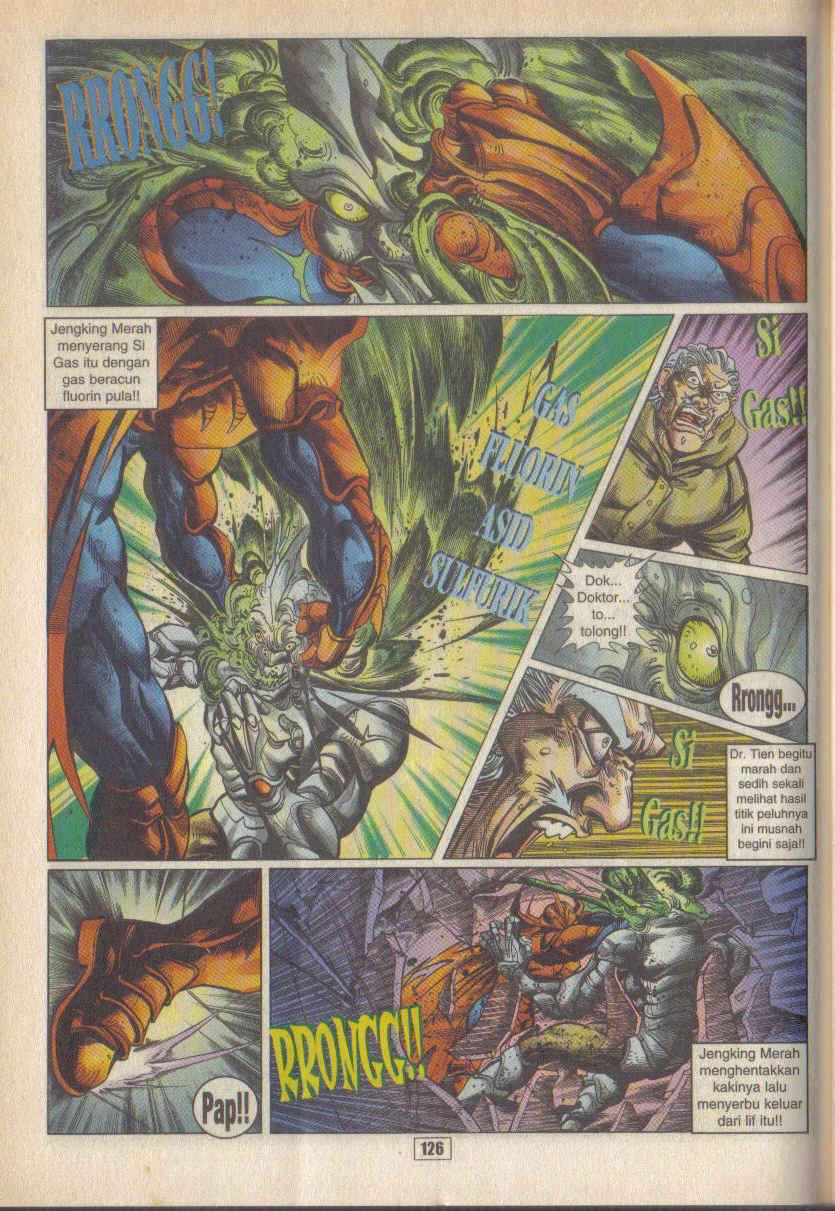 RRONGG!
Jengking Merah
menyerang Si
Gas itu dengan
gas beracun
fluorin pula!!
GAS
FLUORIN
ASID
SULFURIK
Si
Gas!!
Dok...
Doktor...
to...
tolong!!
Rrongg...
Si
Gas!!
Dr. Tien begitu
marah dan
sedih sekali
melihat hasil
titik peluhnya
ini musnah
begini saja!!
Pap!!
RRONGG!!
Jengking Merah
menghentakkan
kakinya lalu
menyerbu keluar
dari lif itu!!
126